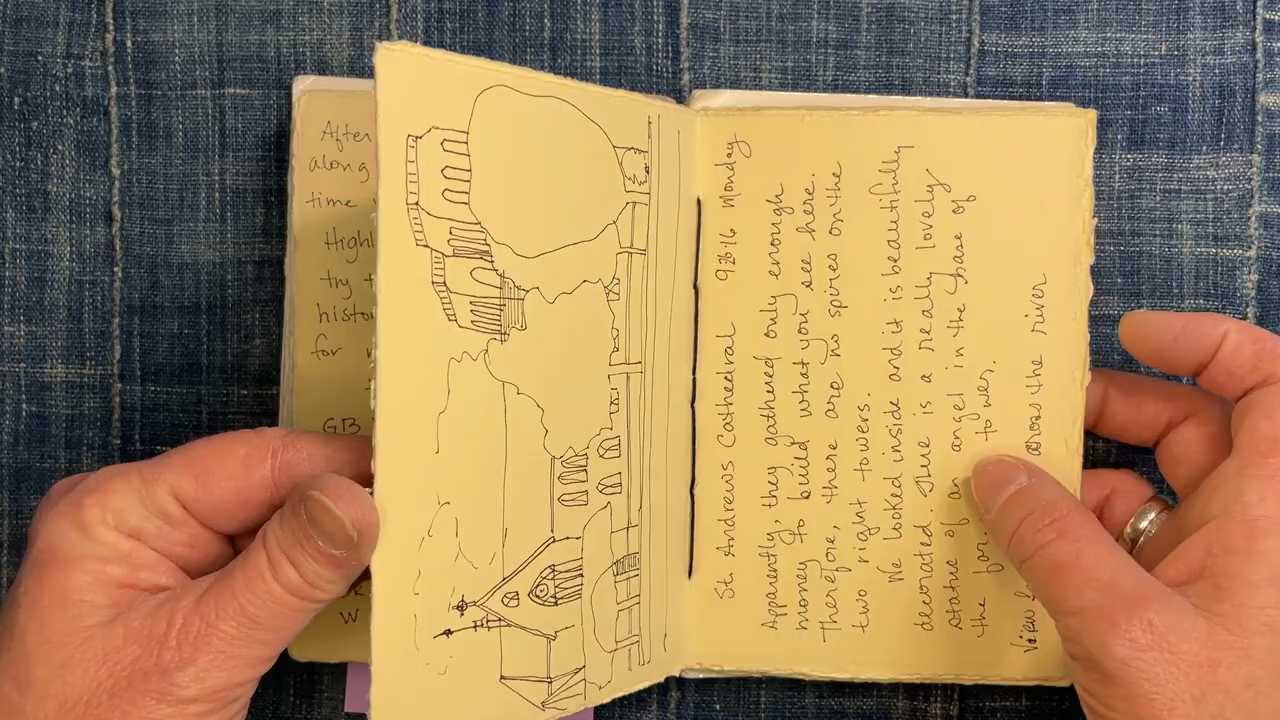 After
along
time
Highl
try t
histor
for
GB
W
St. Andrews Cathedral 9.26.16 Monday
Apparently, they gathered only enough
money to build what you see here.
Therefore, there are no spires on the
two right towers.
We looked inside and it is beautifully
decorated. There is a really lovely
statue of an angel in the base of
the for. tower.
View across the river